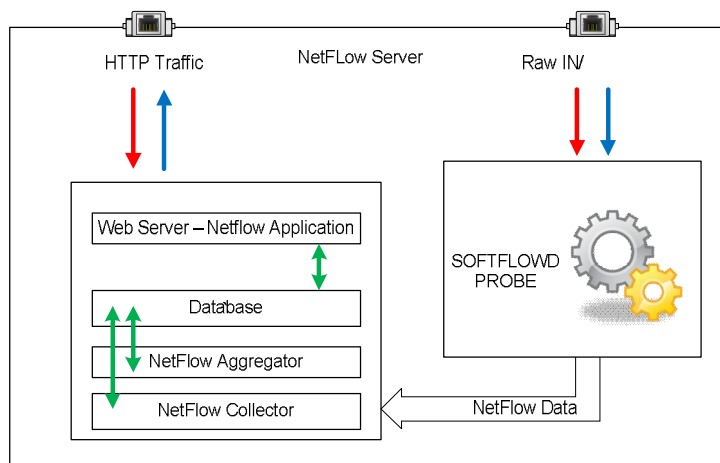 HTTP Traffic
NetFLow Server
Raw IN/
Web Server – Netflow Application
Database
NetFlow Aggregator
NetFlow Collector
SOFTFLOWD
PROBE
NetFlow Data